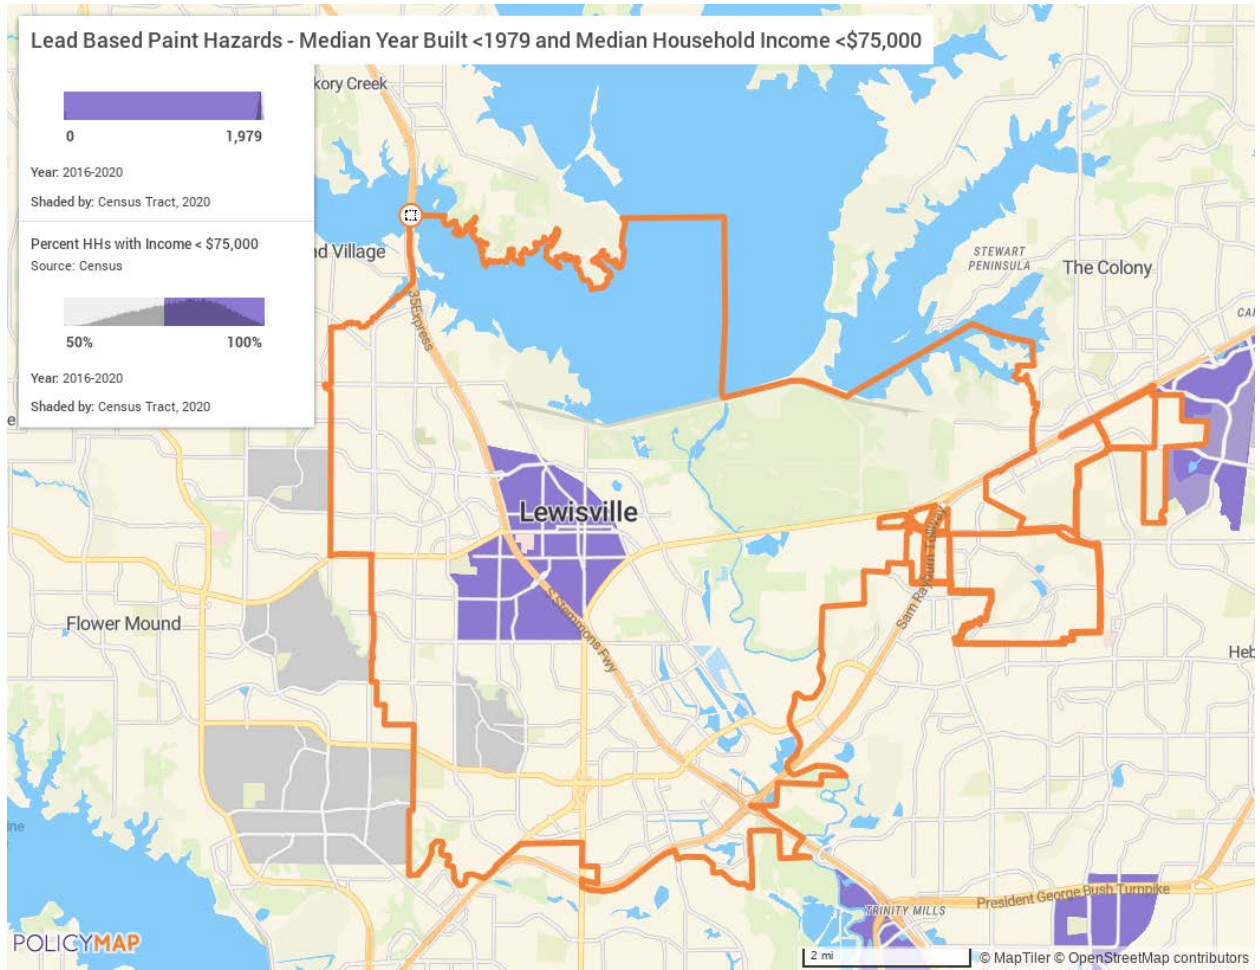 Lead Based Paint Hazards - Median Year Built <1979 and Median Household Income <$75,000
kory Creek
0 1,979
Year: 2016-2020
Shaded by: Census Tract, 2020
Percent HHs with Income < $75,000
Source: Census
50% 100%
Year: 2016-2020
Shaded by: Census Tract, 2020
nd Village
35Express
STEWART
PENINSULA
The Colony
CA
e
Lewisville
Sam Rayburn Tollway
S Stemmons Fwy
Flower Mound
Heb
ine
President George Bush Turnpike
TRINITY MILLS
POLICYMAP
2 mi
© MapTiler © OpenStreetMap contributors